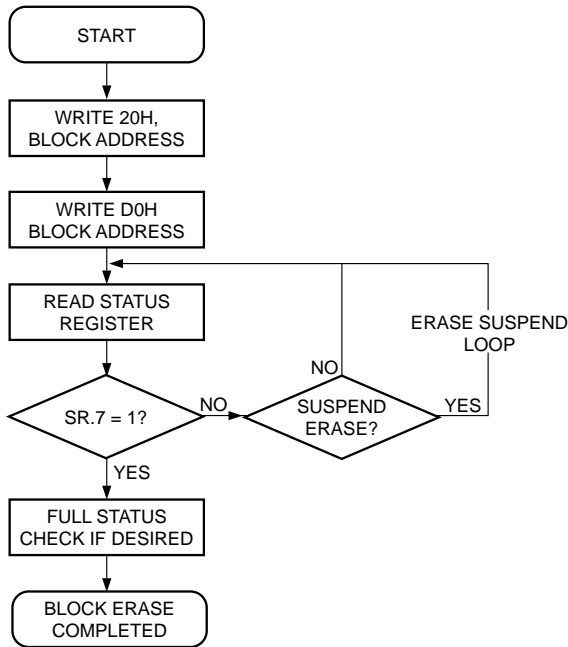 START
WRITE 20H,
BLOCK ADDRESS
WRITE D0H
BLOCK ADDRESS
READ STATUS
REGISTER
ERASE SUSPEND
LOOP
NO
SR.7 = 1?
NO
SUSPEND
ERASE?
YES
YES
FULL STATUS
CHECK IF DESIRED
BLOCK ERASE
COMPLETED